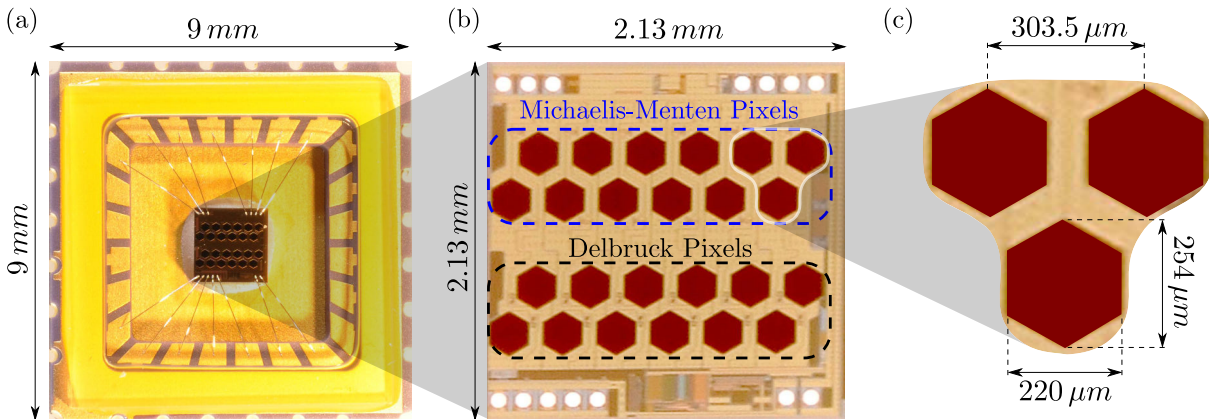 (a)
9 mm
9 mm
(b)
2.13 mm
2.13 mm
Michaelis-Menten Pixels
Delbruck Pixels
(c)
303.5 μm
254 μm
220 μm